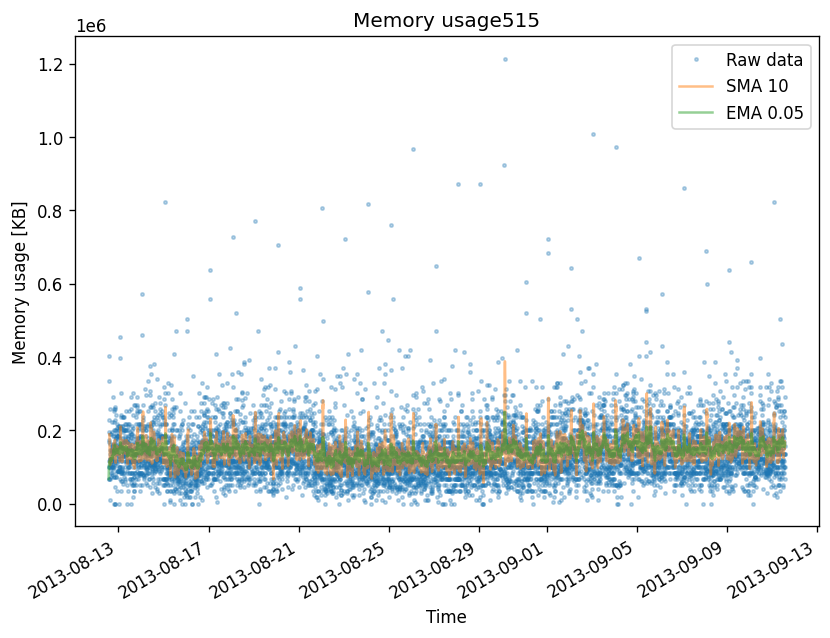 Memory usage515
1e6
Raw data
SMA 10
EMA 0.05
1.2
1.0
0.8
0.6
0.4
0.2
0.0
Memory usage [KB]
2013-08-13
2013-08-17
2013-08-21
2013-08-25
2013-08-29
2013-09-01
2013-09-05
2013-09-09
2013-09-13
Time